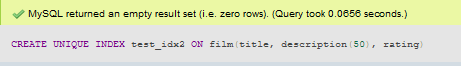 MySQL returned an empty result set (i.e. zero rows). (Query took 0.0656 seconds.)
CREATE UNIQUE INDEX test_idx2 ON film(title, description(50), rating)